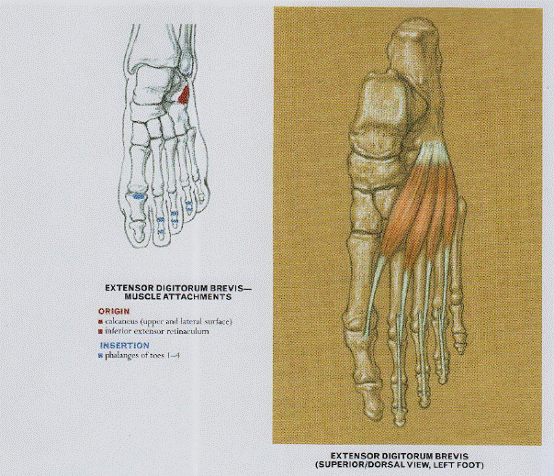 EXTENSOR DIGITORUM BREVIS—
MUSCLE ATTACHMENTS
ORIGIN
calcaneus (upper and lateral surface)
inferior extensor retinaculum
INSERTION
phalanges of toes 1–4
EXTENSOR DIGITORUM BREVIS
(SUPERIOR/DORSAL VIEW, LEFT FOOT)